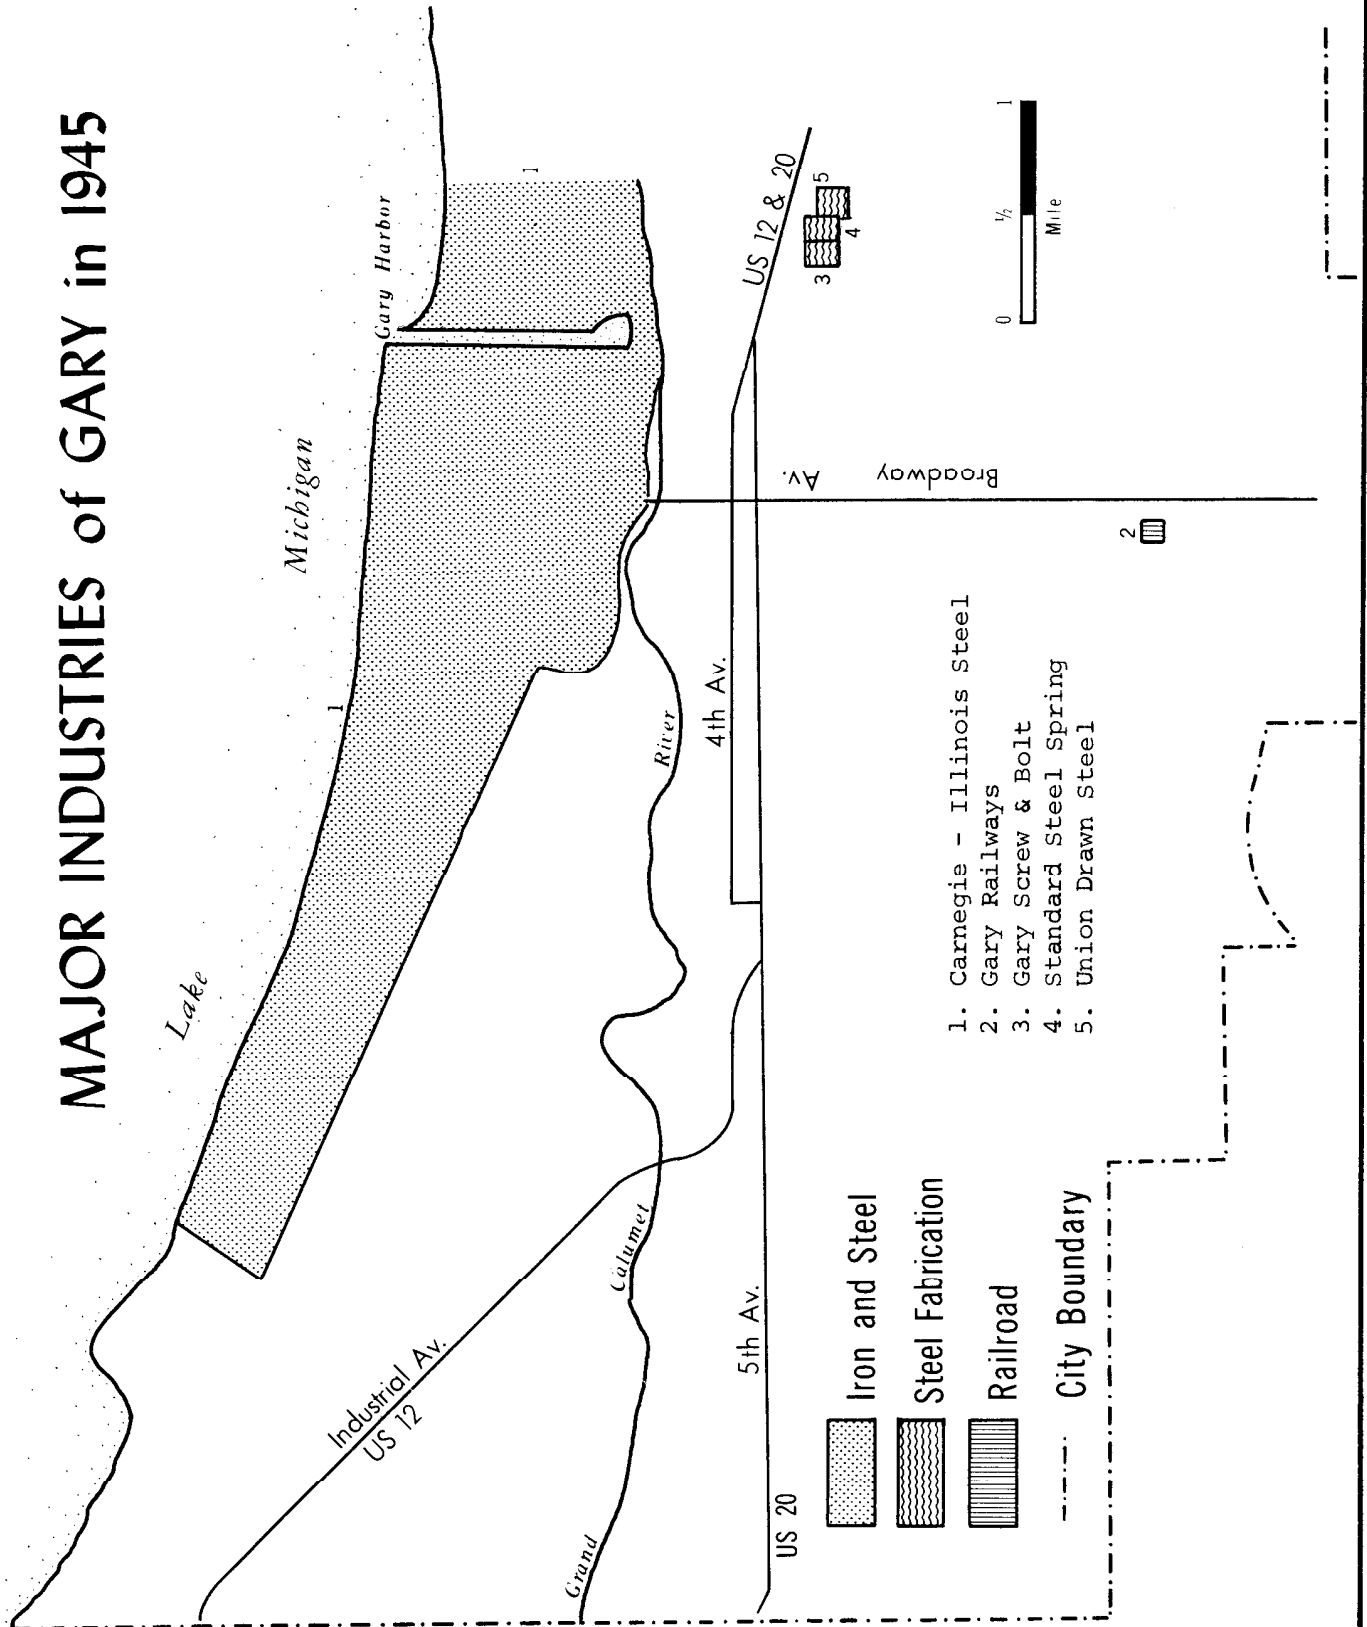 MAJOR INDUSTRIES of GARY in 1945
Lake
Michigan
Gary Harbor
1
1
Industrial Av.
US 12
Grand
Calumet
River
4th Av.
5th Av.
US 20
US 12 & 20
Broadway
Av.
2
3
4
5
0
½
1
Mile
1. Carnegie - Illinois Steel
2. Gary Railways
3. Gary Screw & Bolt
4. Standard Steel Spring
5. Union Drawn Steel
Iron and Steel
Steel Fabrication
Railroad
City Boundary